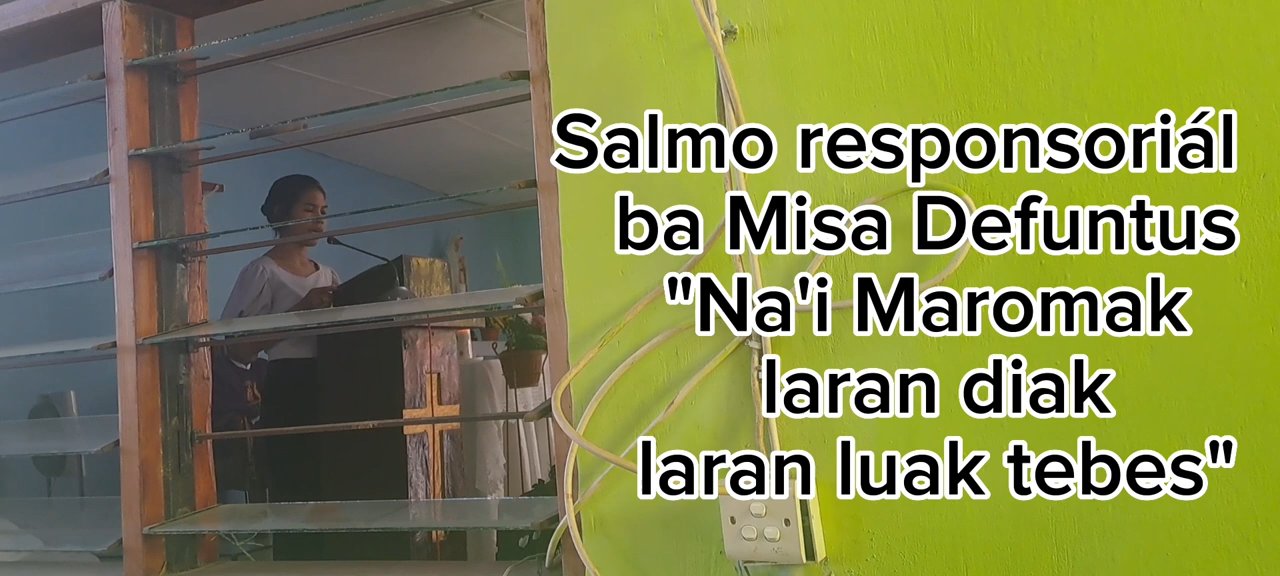 Salmo responsoriál
ba Misa Defuntus
"Na'i Maromak
laran diak
laran luak tebes"